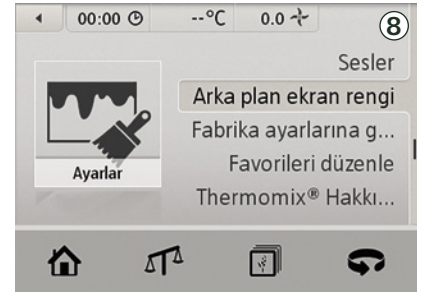 00:00 --°C 0.0 8
Sesler
Arka plan ekran rengi
Fabrika ayarlarına g...
Favorileri düzenle
Ayarlar
Thermomix® Hakkı...